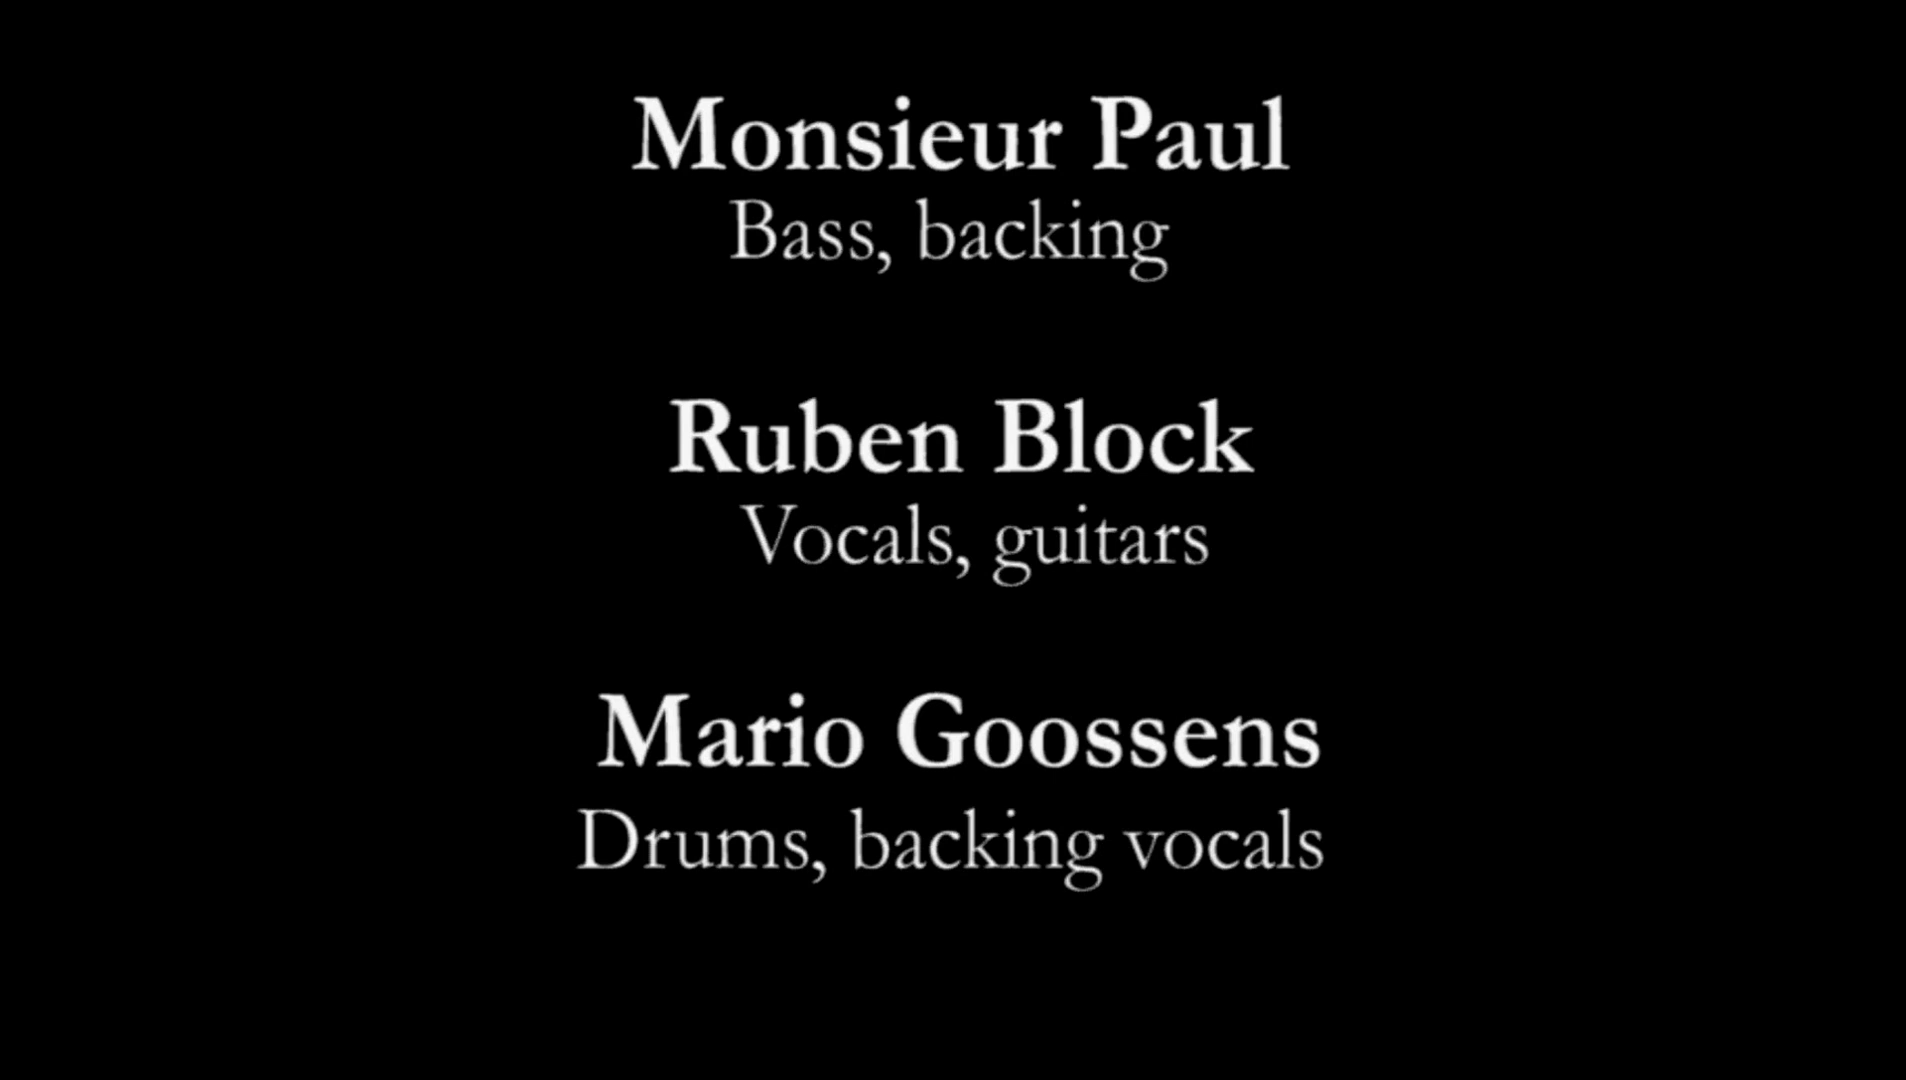 Monsieur Paul
Bass, backing
Ruben Block
Vocals, guitars
Mario Goossens
Drums, backing vocals